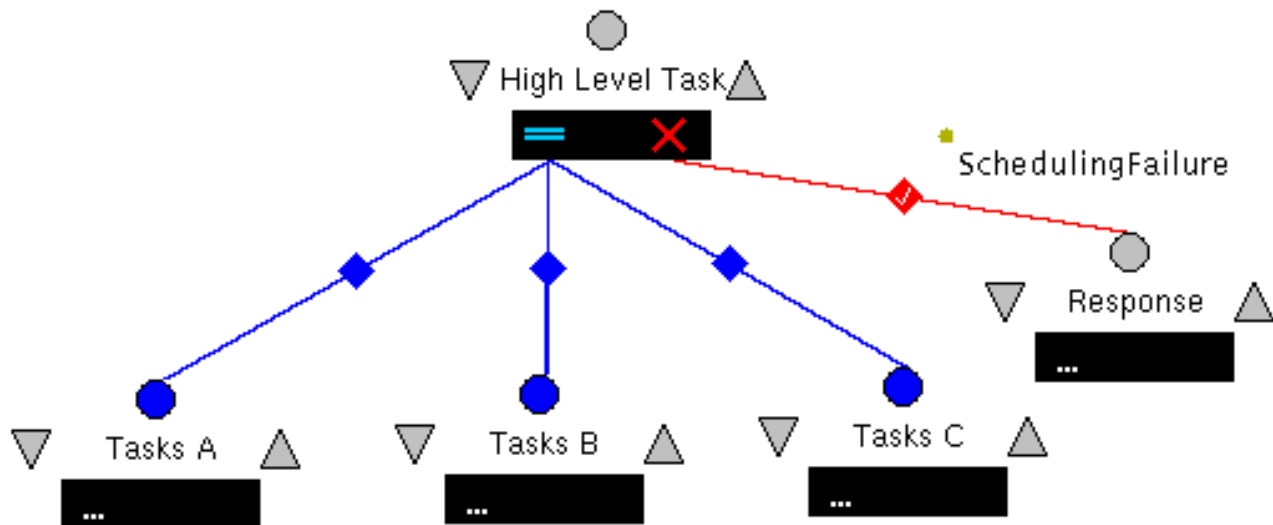 High Level Task
SchedulingFailure
Response
...
Tasks A
Tasks B
Tasks C
...
...
...